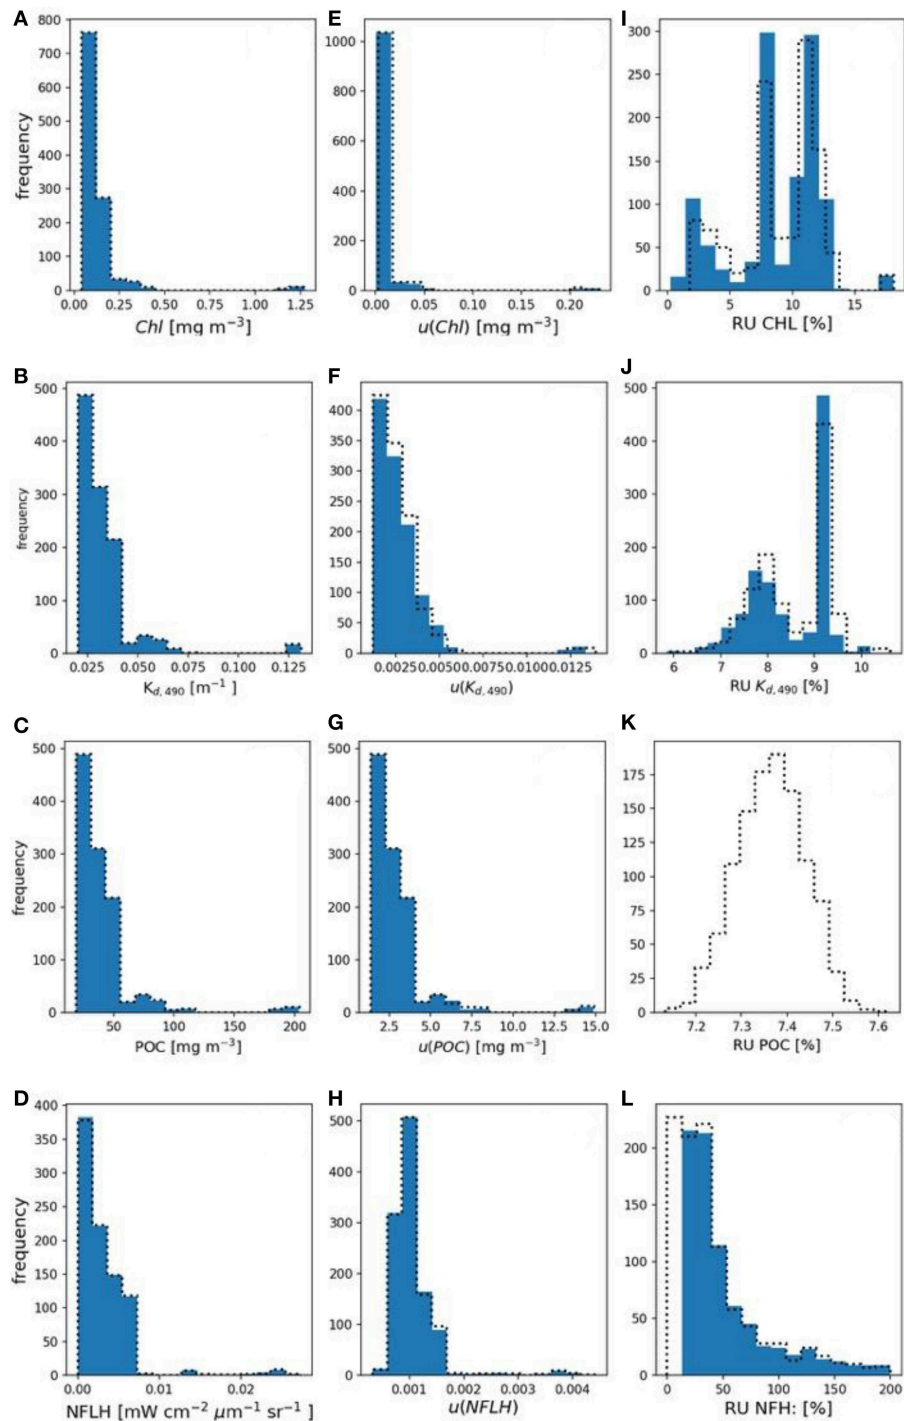 A E I
800 700 600 500 400 300 200 100 0
frequency
0.00 0.25 0.50 0.75 1.00 1.25
Chl [mg m⁻³]
1000 800 600 400 200 0
0.00 0.05 0.10 0.15 0.20
u(Chl) [mg m⁻³]
300 250 200 150 100 50 0
0 5 10 15
RU CHL [%]
B F J
500 400 300 200 100 0
frequency
0.025 0.050 0.075 0.100 0.125
K_d, 490 [m⁻¹ ]
400 350 300 250 200 150 100 50 0
0.0025 0.0050 0.0075 0.0100 0.0125
u(K_d, 490)
500 400 300 200 100 0
6 7 8 9 10
RU K_d, 490 [%]
C G K
500 400 300 200 100 0
frequency
50 100 150 200
POC [mg m⁻³]
500 400 300 200 100 0
2.5 5.0 7.5 10.0 12.5 15.0
u(POC) [mg m⁻³]
175 150 125 100 75 50 25 0
7.2 7.3 7.4 7.5 7.6
RU POC [%]
D H L
400 350 300 250 200 150 100 50 0
frequency
0.00 0.01 0.02
NFLH [mW cm⁻² μm⁻¹ sr⁻¹ ]
500 400 300 200 100 0
0.001 0.002 0.003 0.004
u(NFLH)
200 150 100 50 0
0 50 100 150 200
RU NFH: [%]